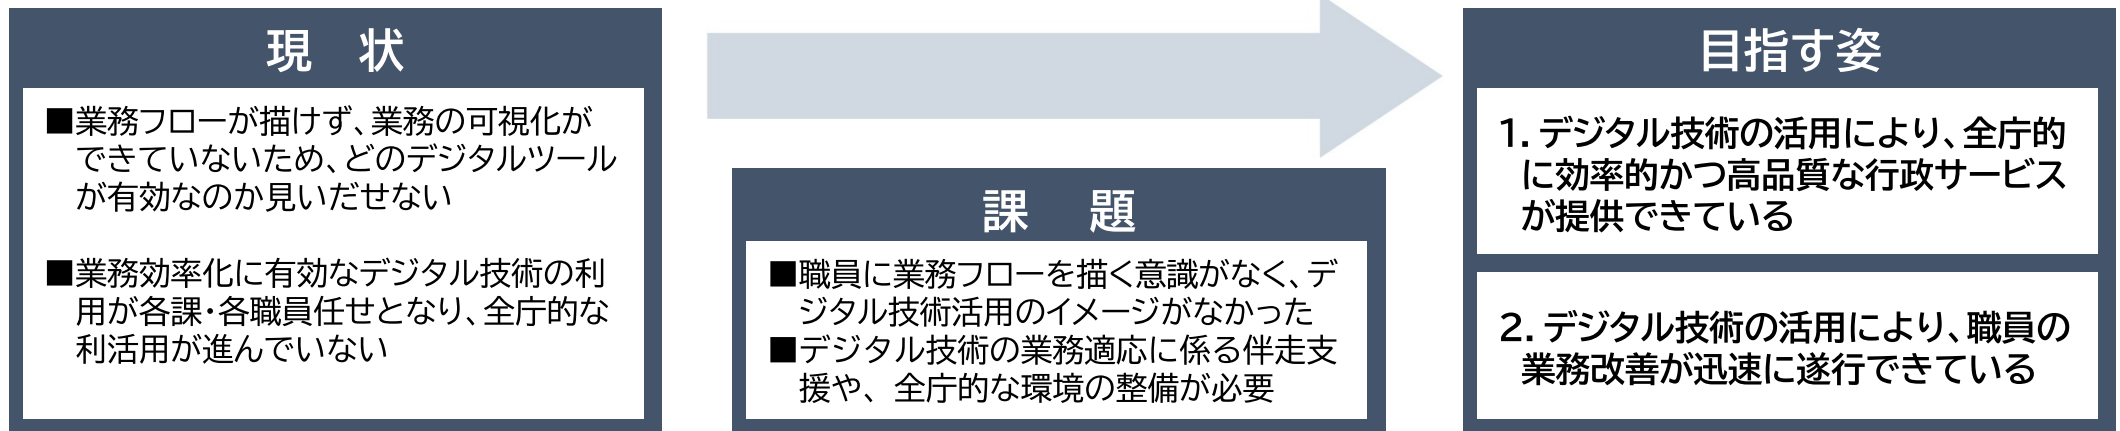 現　状
■業務フローが描けず、業務の可視化が
できていないため、どのデジタルツール
が有効なのか見いだせない
■業務効率化に有効なデジタル技術の利
用が各課・各職員任せとなり、全庁的な
利活用が進んでいない
課　題
■職員に業務フローを描く意識がなく、デ
ジタル技術活用のイメージがなかった
■デジタル技術の業務適応に係る伴走支
援や、全庁的な環境の整備が必要
目指す姿
1．デジタル技術の活用により、全庁的
に効率的かつ高品質な行政サービス
が提供できている
2．デジタル技術の活用により、職員の
業務改善が迅速に遂行できている